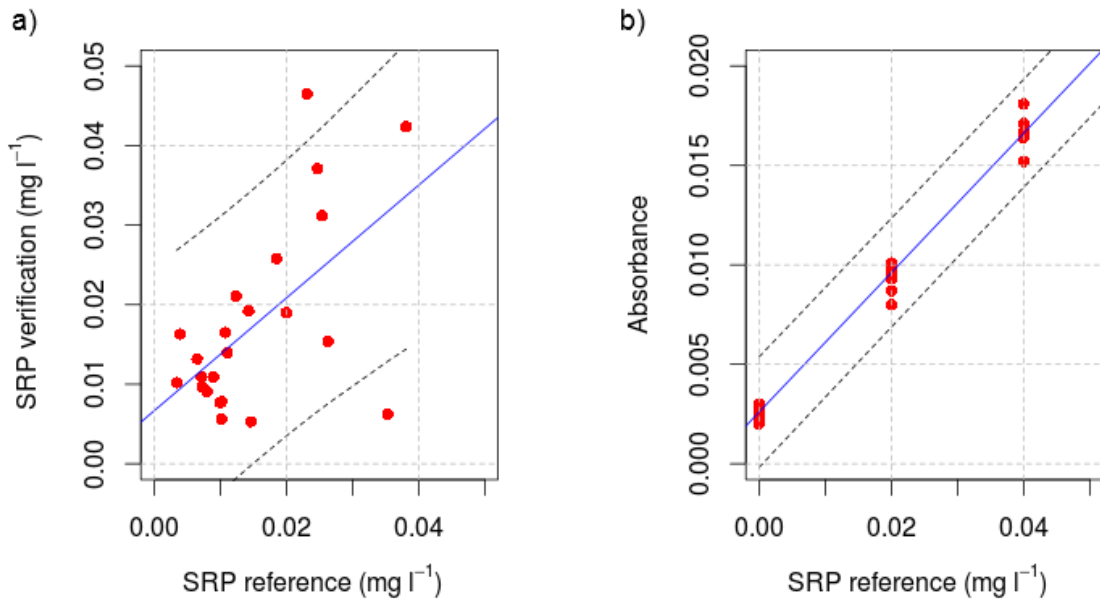 a)
SRP verification (mg l⁻¹)
0.05
0.04
0.03
0.02
0.01
0.00
0.00 0.02 0.04
SRP reference (mg l⁻¹)
b)
Absorbance
0.020
0.015
0.010
0.005
0.000
0.00 0.02 0.04
SRP reference (mg l⁻¹)